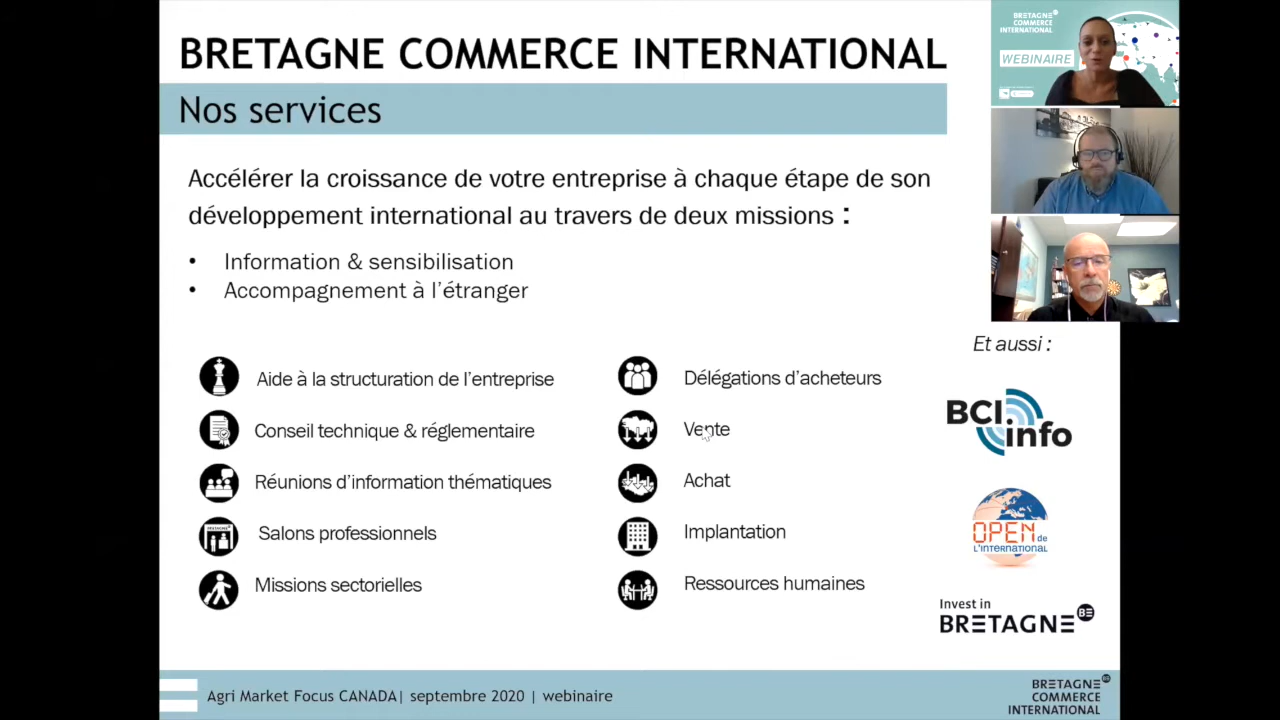 BRETAGNE COMMERCE INTERNATIONAL
Nos services
Accélérer la croissance de votre entreprise à chaque étape de son
développement international au travers de deux missions :
• Information & sensibilisation
• Accompagnement à l'étranger
Aide à la structuration de l'entreprise
Conseil technique & réglementaire
Réunions d'information thématiques
Salons professionnels
Missions sectorielles
Délégations d'acheteurs
Vente
Achat
Implantation
Ressources humaines
Et aussi :
BCI
info
OPEN de
L'INTERNATIONAL
Invest in
BRETAGNE BE
Agri Market Focus CANADA| septembre 2020 | webinaire
BRETAGNE
COMMERCE
INTERNATIONAL
BRETAGNE
COMMERCE
INTERNATIONAL
WEBINAIRE